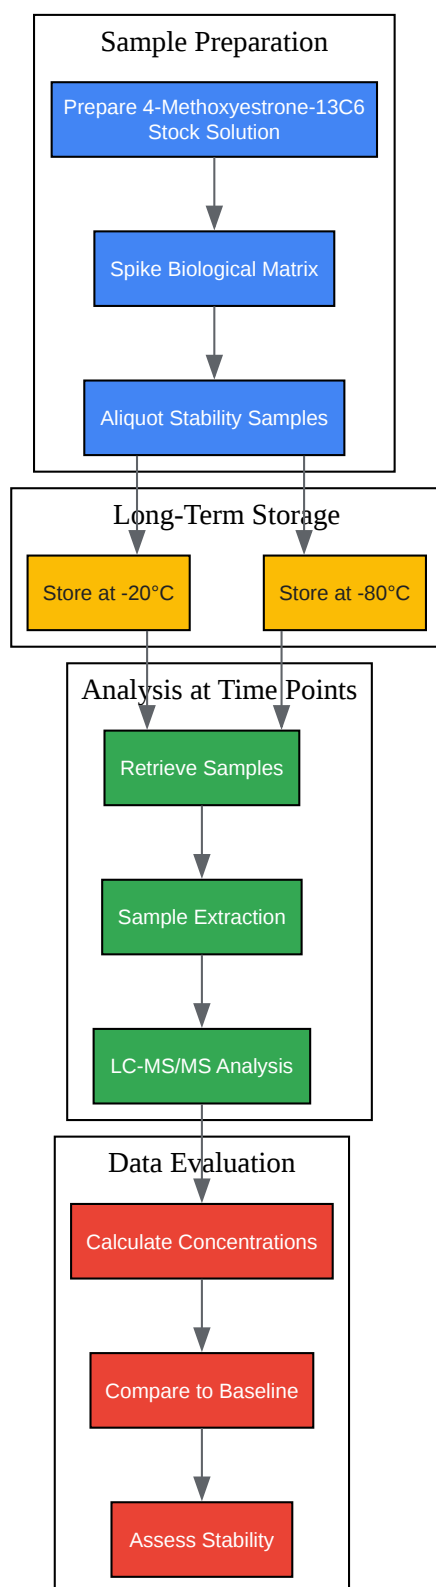 Sample Preparation
Prepare 4-Methoxyestrone-13C6
Stock Solution
Spike Biological Matrix
Aliquot Stability Samples
Long-Term Storage
Store at -20°C
Store at -80°C
Analysis at Time Points
Retrieve Samples
Sample Extraction
LC-MS/MS Analysis
Data Evaluation
Calculate Concentrations
Compare to Baseline
Assess Stability